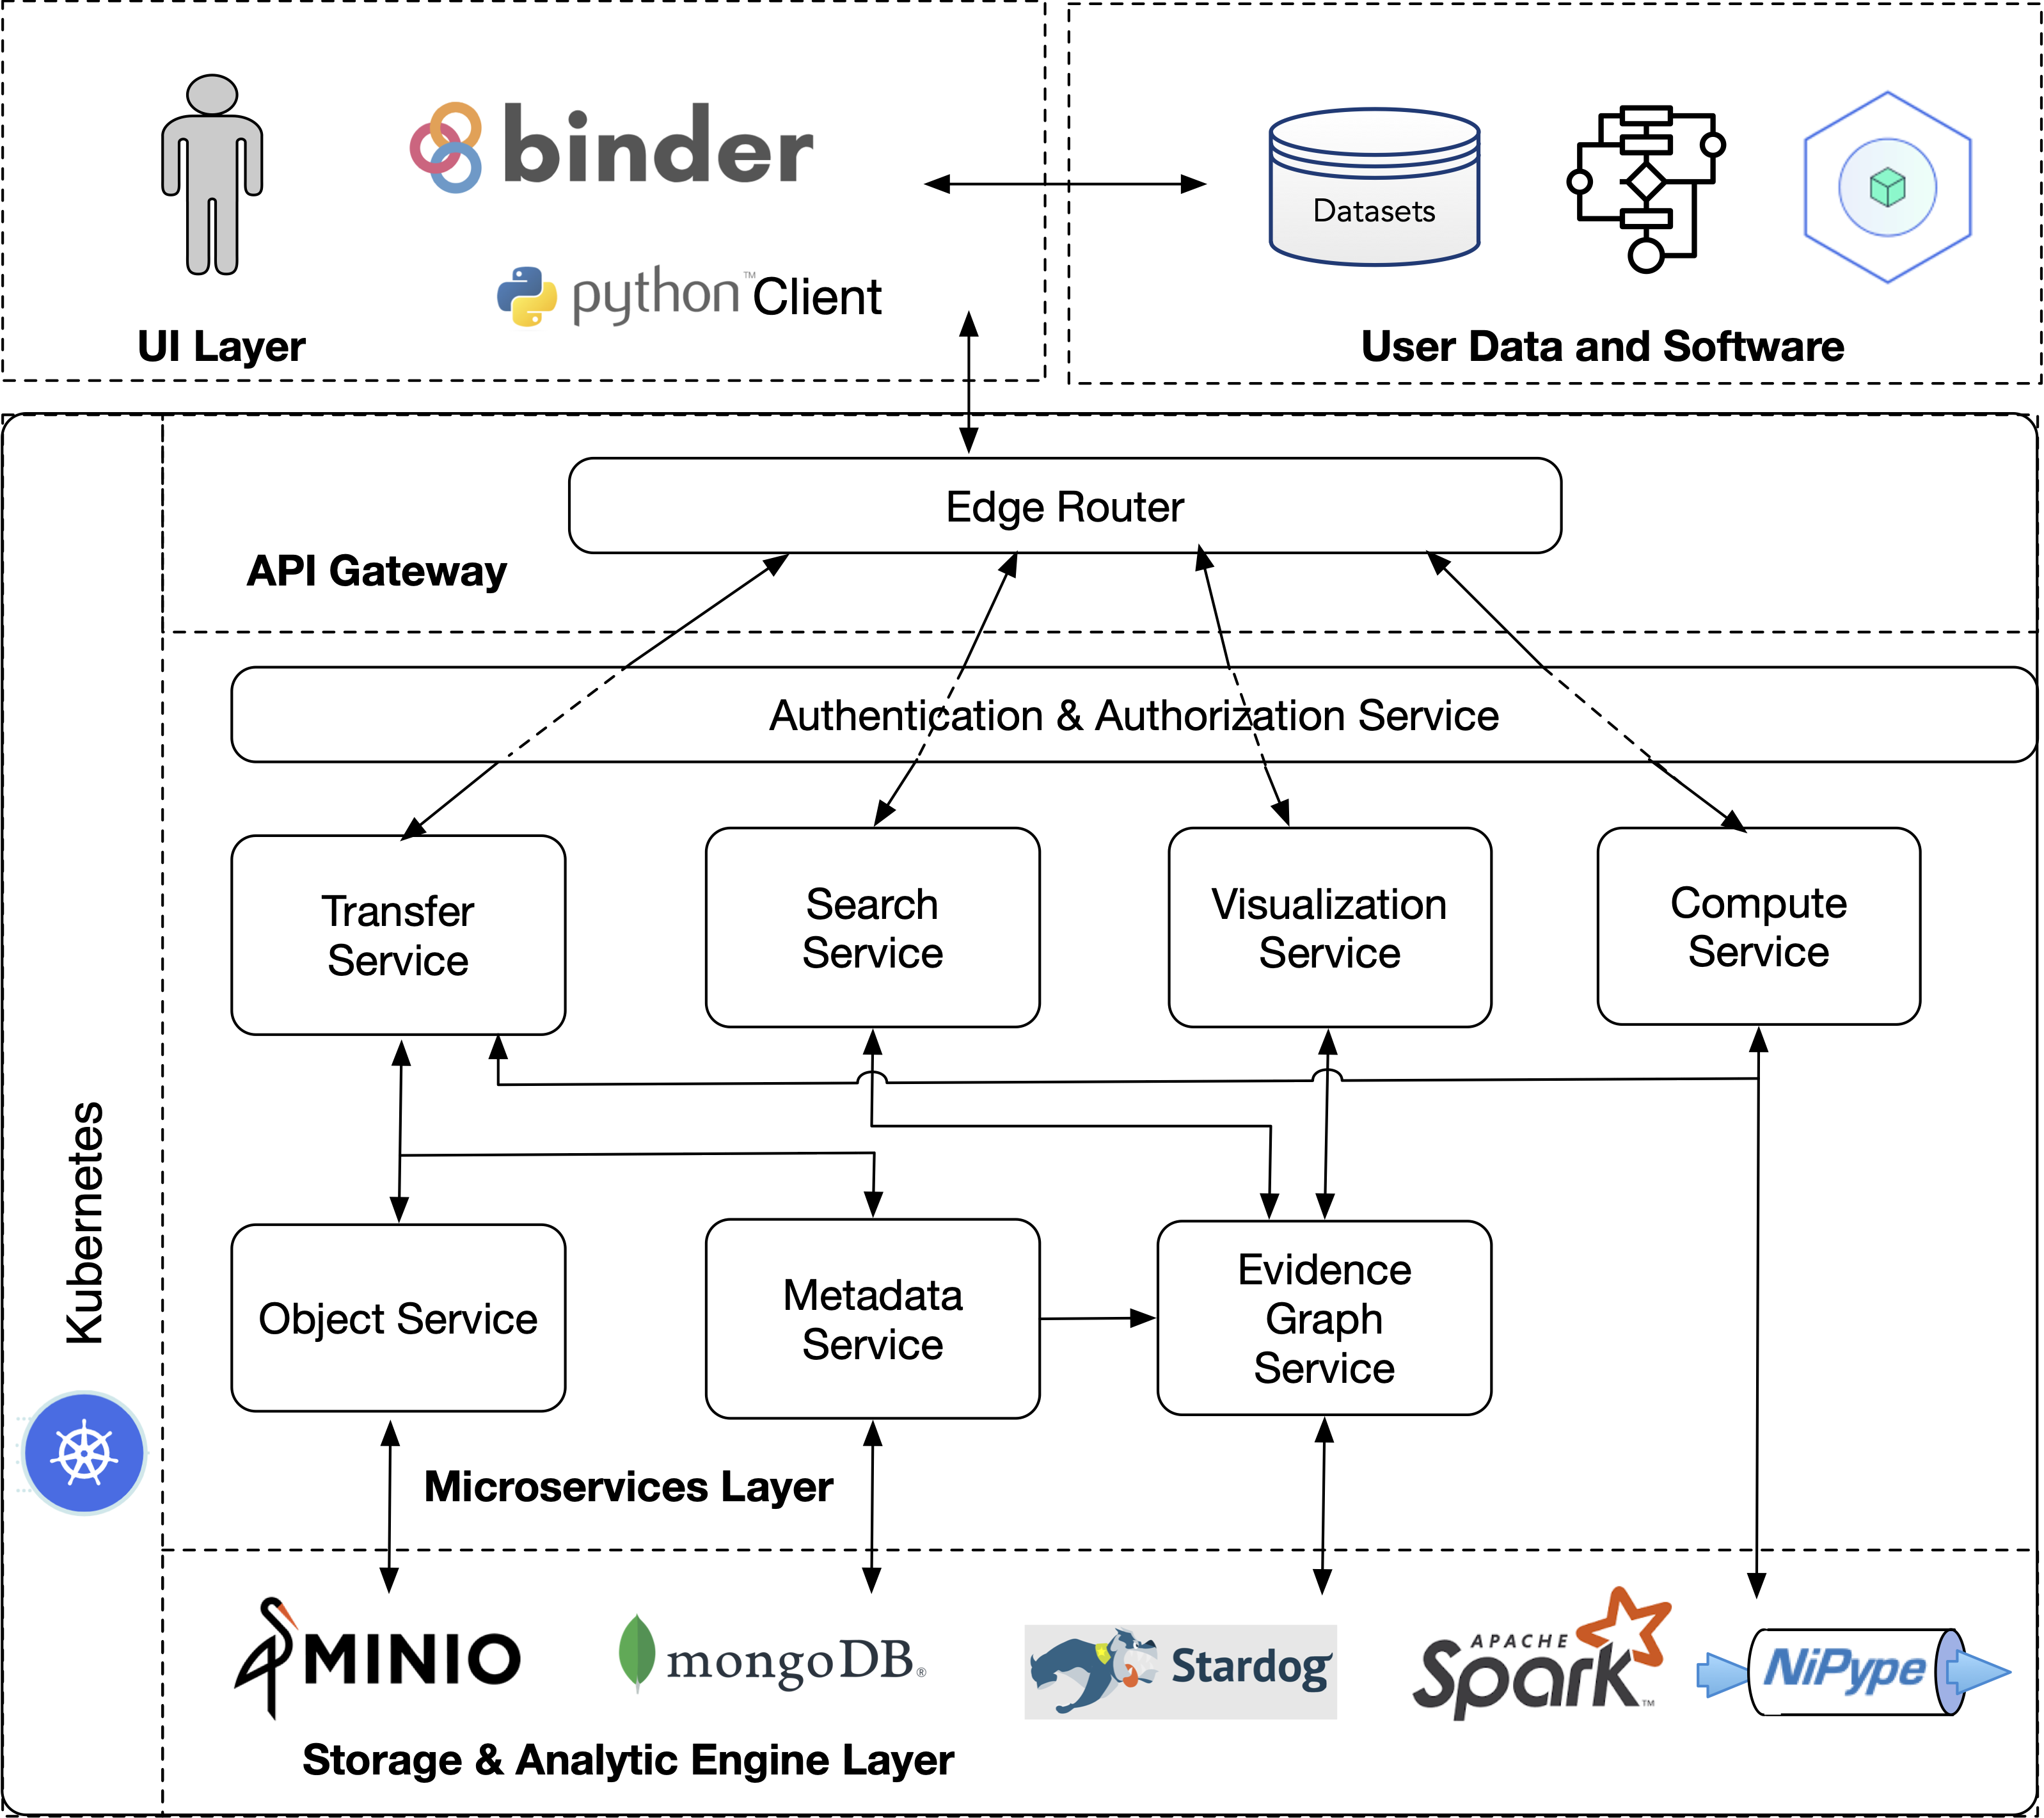 binder
python™ Client
UI Layer
Datasets
User Data and Software
Edge Router
API Gateway
Authentication & Authorization Service
Transfer
Service
Search
Service
Visualization
Service
Compute
Service
Kubernetes
Object Service
Metadata
Service
Evidence
Graph
Service
Microservices Layer
MINIO
mongoDB®
Stardog
APACHE
Spark™
NiPype
Storage & Analytic Engine Layer